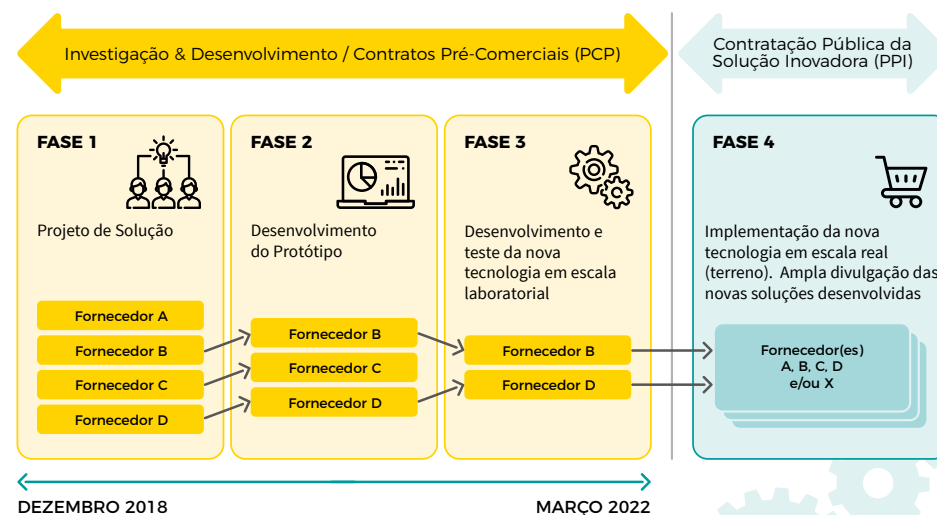 Investigação & Desenvolvimento / Contratos Pré-Comerciais (PCP)
Contratação Pública da
Solução Inovadora (PPI)
FASE 1
Projeto de Solução
Fornecedor A
Fornecedor B
Fornecedor C
Fornecedor D
FASE 2
Desenvolvimento
do Protótipo
Fornecedor B
Fornecedor C
Fornecedor D
FASE 3
Desenvolvimento e
teste da nova
tecnologia em escala
laboratorial
Fornecedor B
Fornecedor D
FASE 4
Implementação da nova
tecnologia em escala real
(terreno). Ampla divulgação das
novas soluções desenvolvidas
Fornecedor(es)
A, B, C, D
e/ou X
DEZEMBRO 2018
MARÇO 2022